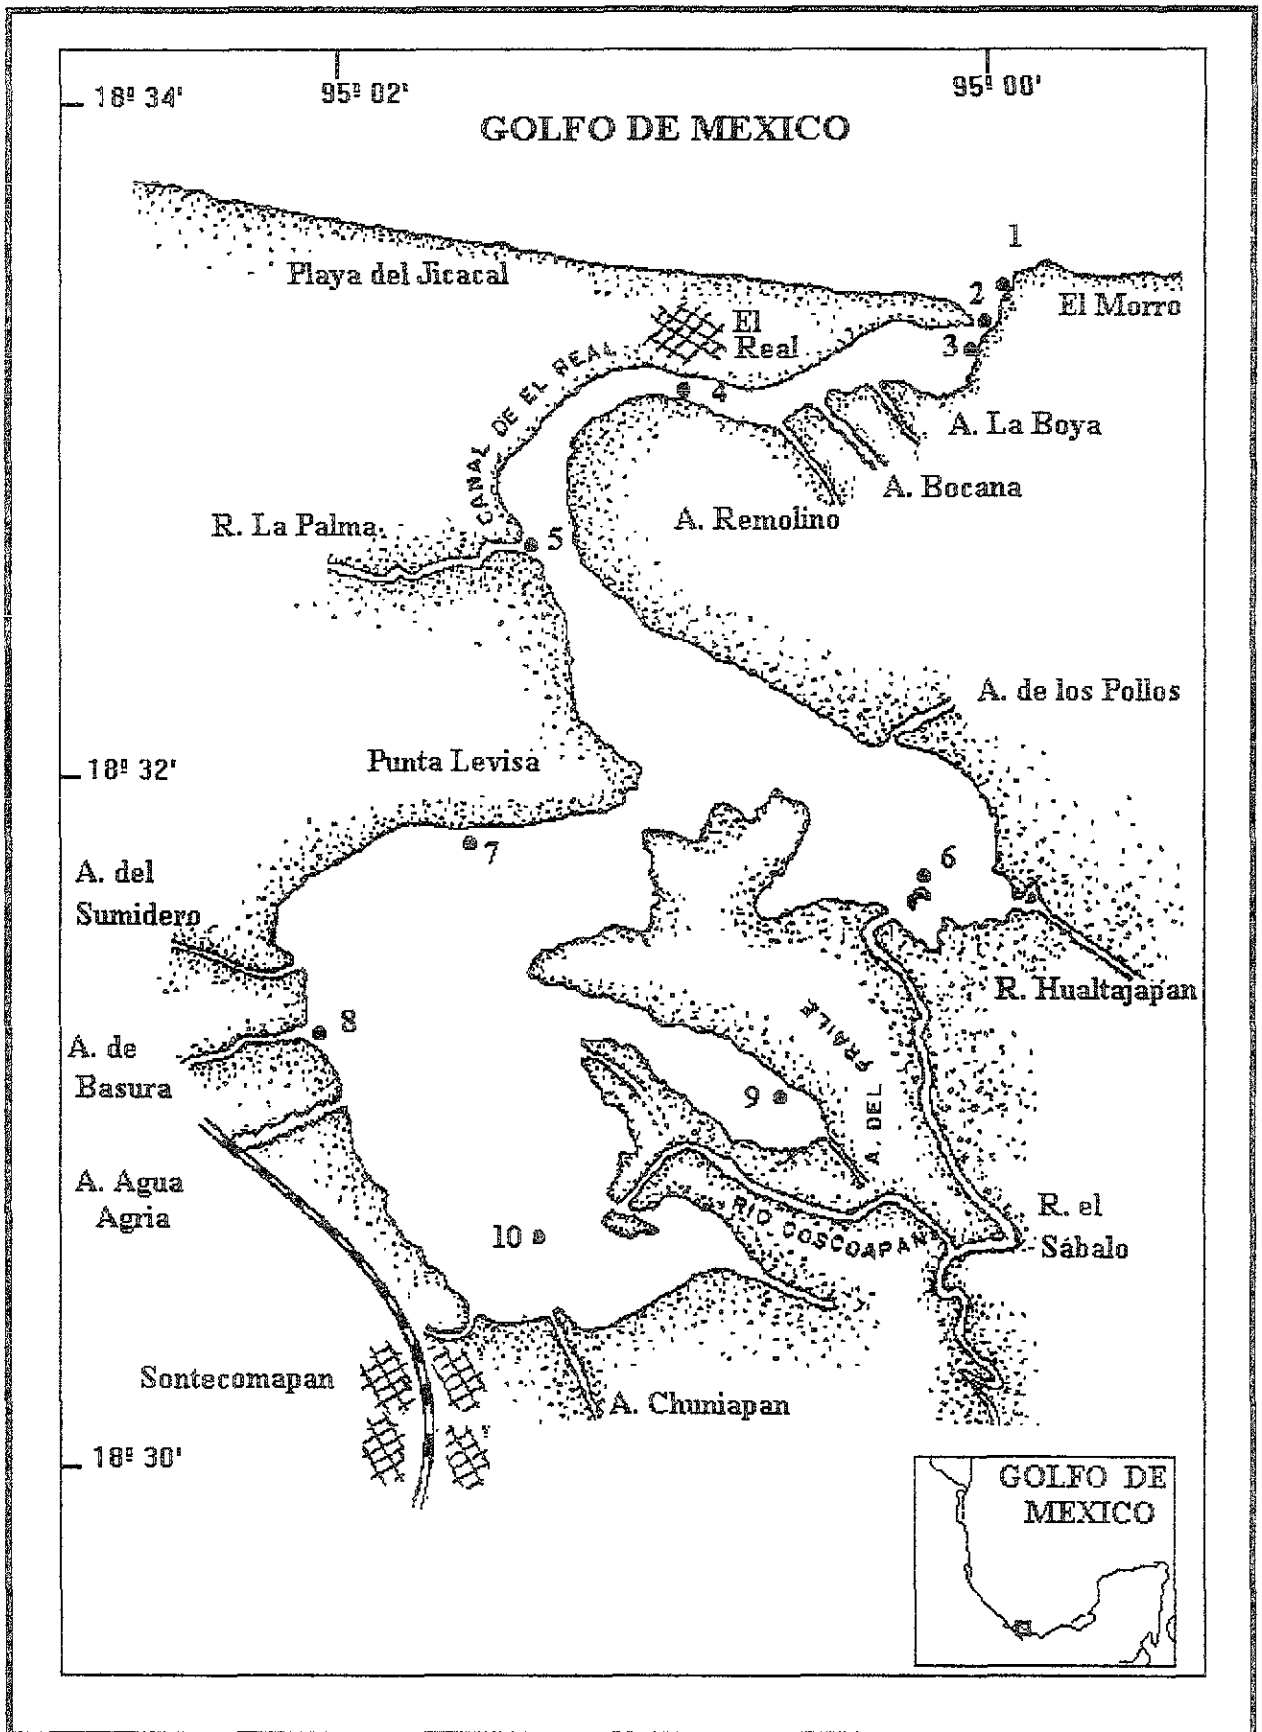 18º 34'
95º 02'
95º 00'
GOLFO DE MEXICO
1
Playa del Jicacal
2
El Morro
El
Real
3
CANAL DE EL REAL
4
A. La Boya
A. Bocana
R. La Palma
A. Remolino
5
A. de los Pollos
18º 32'
Punta Levisa
7
6
A. del
Sumidero
R. Hualtajapan
8
A. de
Basura
A. DEL FRAILE
9
A. Agua
Agria
RIO COSCOAPAN
R. el
Sábalo
10
Sontecomapan
A. Chuniapan
18º 30'
GOLFO DE
MEXICO